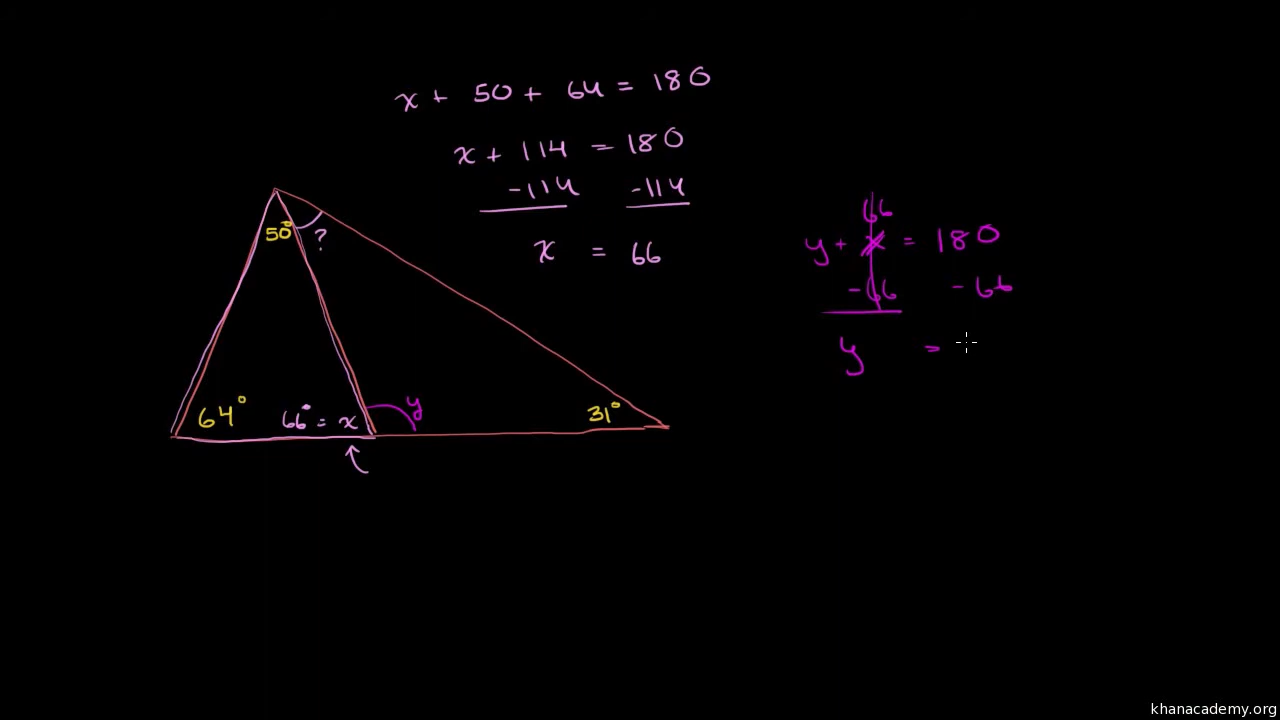 x + 50 + 64 = 180
x + 114 = 180
-114 -114
x = 66
66
y + x = 180
-66 -66
y =
50°
?
64°
66° = x
y
31°
khanacademy.org